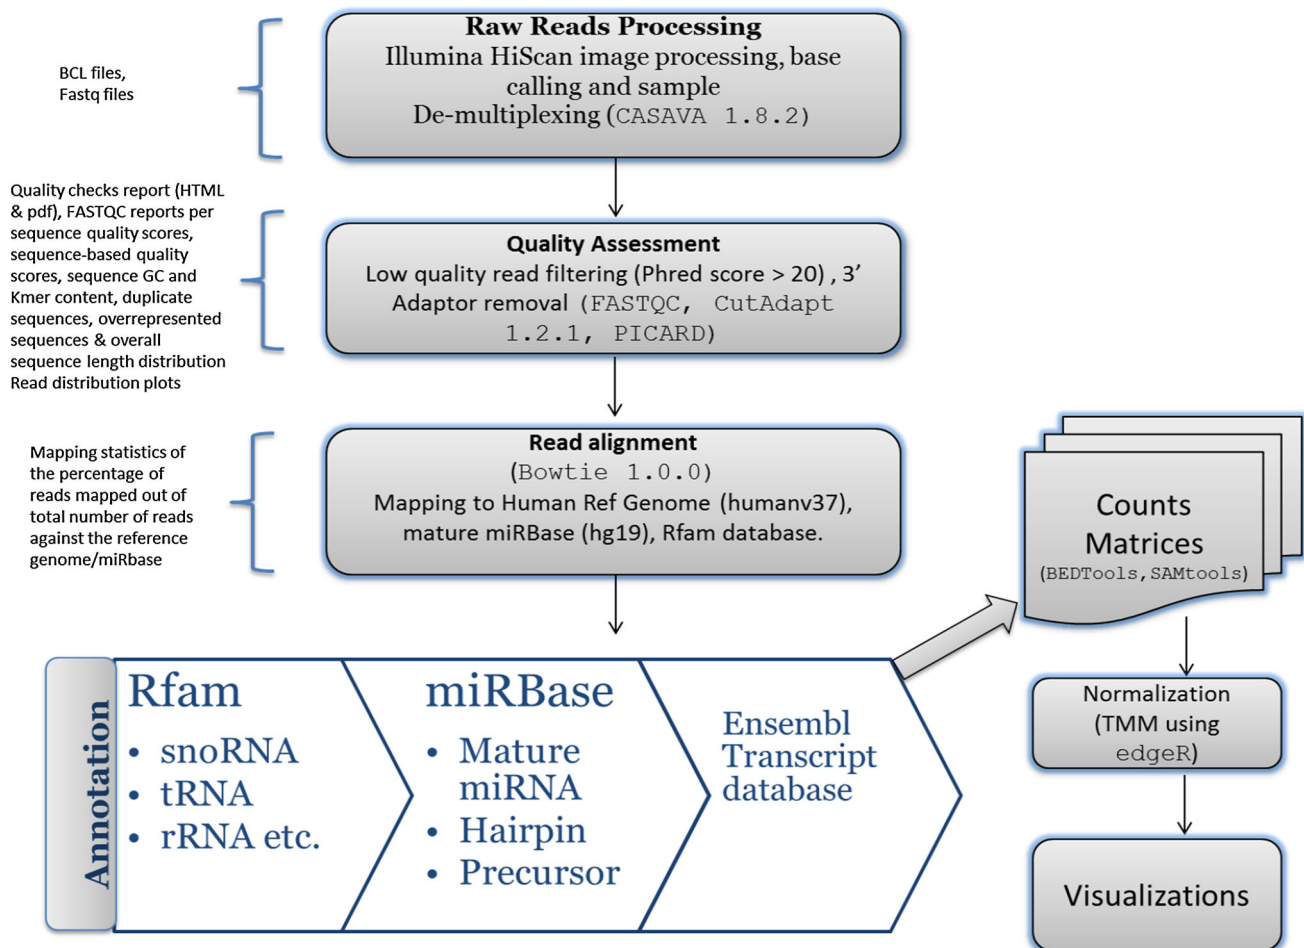 Raw Reads Processing
Illumina HiScan image processing, base
calling and sample
De-multiplexing (CASAVA 1.8.2)
BCL files,
Fastq files
Quality checks report (HTML
& pdf), FASTQC reports per
sequence quality scores,
sequence-based quality
scores, sequence GC and
Kmer content, duplicate
sequences, overrepresented
sequences & overall
sequence length distribution
Read distribution plots
Quality Assessment
Low quality read filtering (Phred score > 20) , 3’
Adaptor removal (FASTQC, CutAdapt
1.2.1, PICARD)
Mapping statistics of
the percentage of
reads mapped out of
total number of reads
against the reference
genome/miRbase
Read alignment
(Bowtie 1.0.0)
Mapping to Human Ref Genome (humanv37),
mature miRBase (hg19), Rfam database.
Annotation
Rfam
• snoRNA
• tRNA
• rRNA etc.
miRBase
• Mature
miRNA
• Hairpin
• Precursor
Ensembl
Transcript
database
Counts
Matrices
(BEDTools,SAMtools)
Normalization
(TMM using
edgeR)
Visualizations